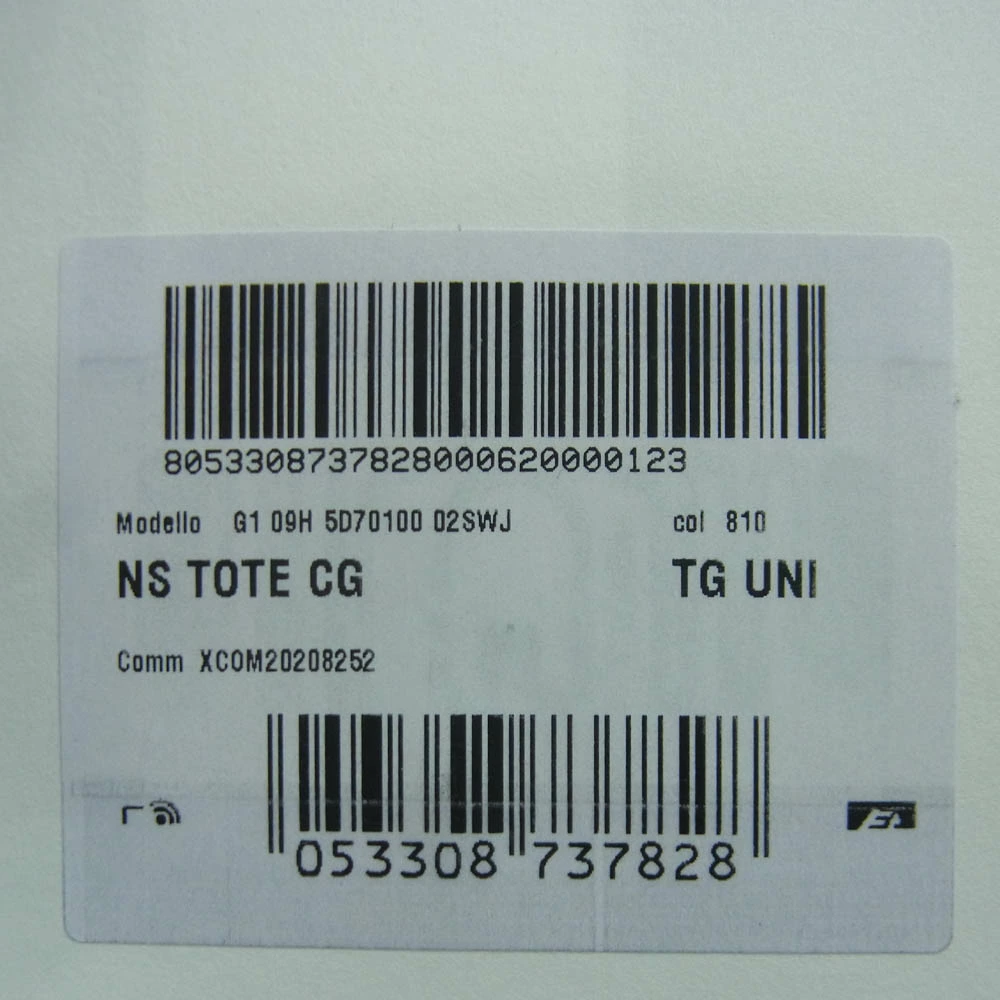 8053308737828000620000123
Modello G1 09H 5D70100 02SWJ col 810
NS TOTE CG TG UNI
Comm XCOM20208252
053308 737828